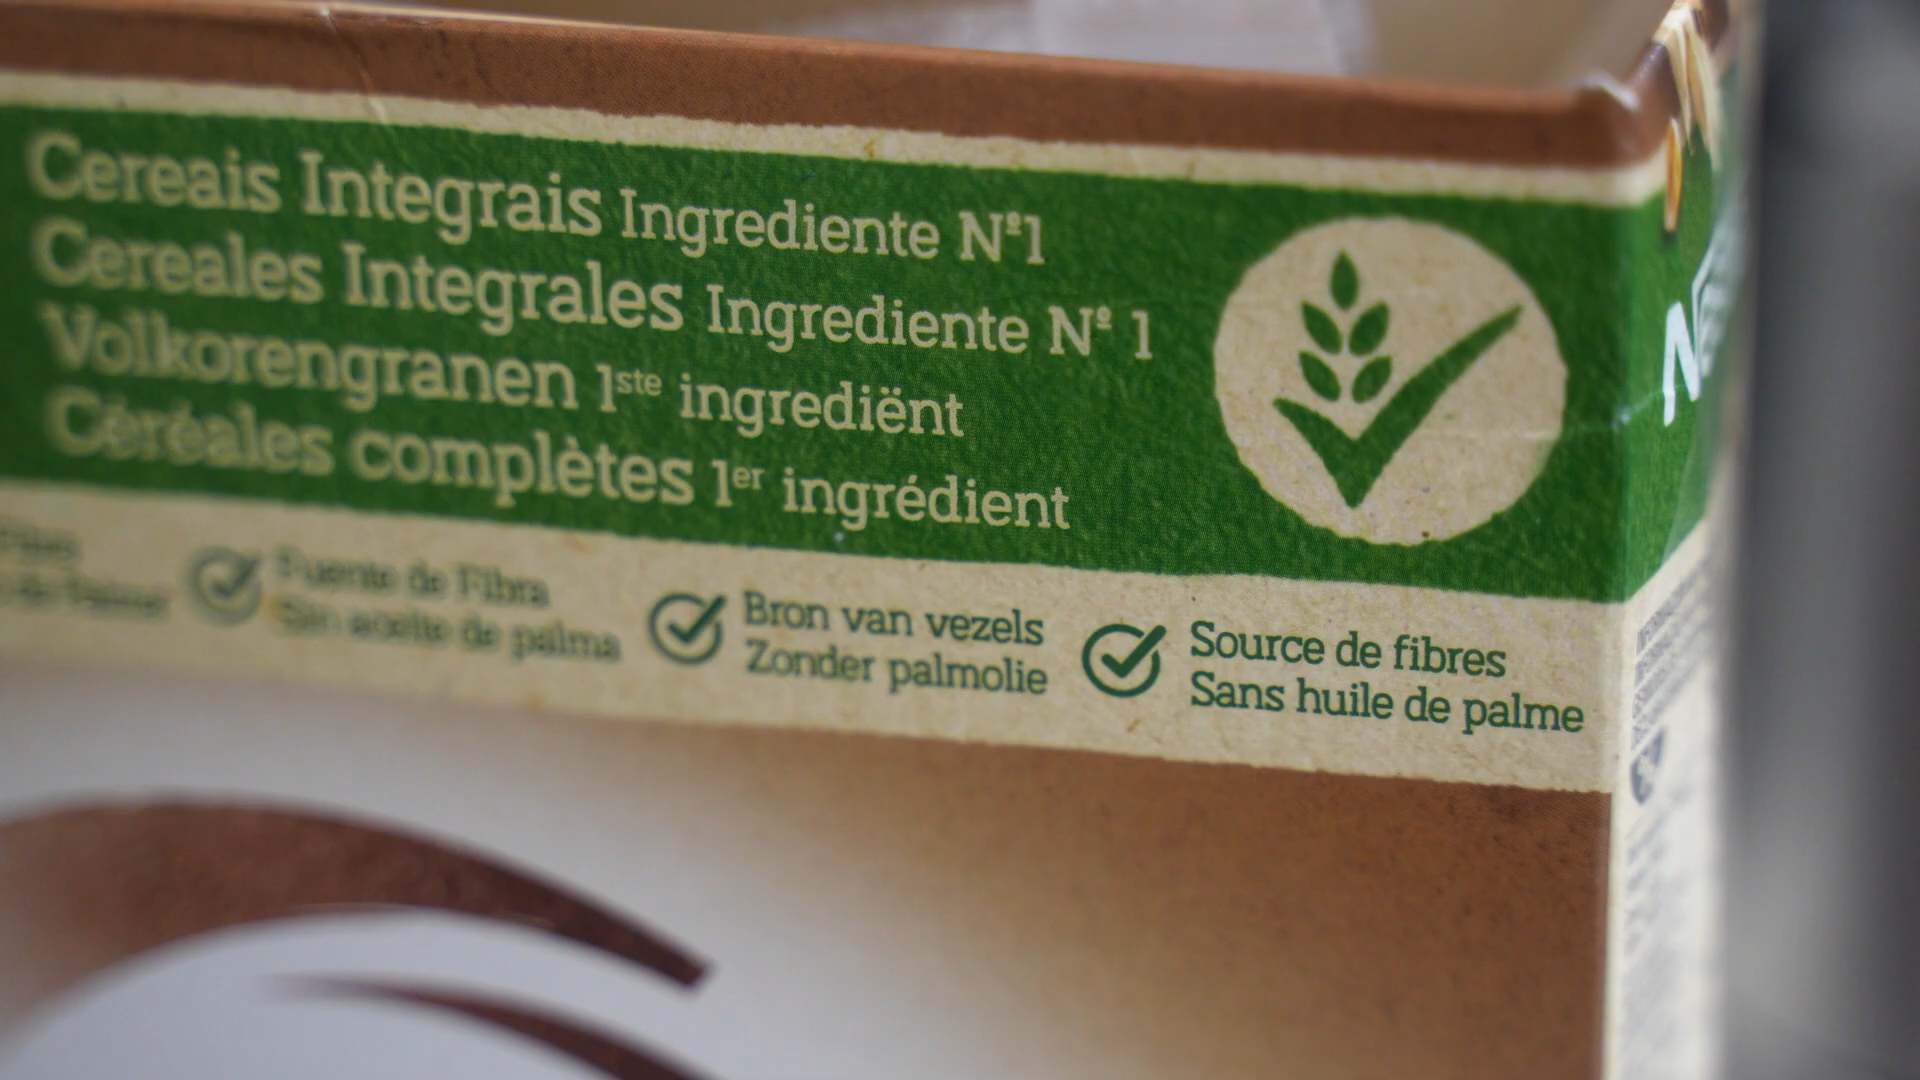 Cereais Integrais Ingrediente Nº1
Cereales Integrales Ingrediente Nº 1
Volkorengranen 1ste ingrediënt
Céréales complètes 1er ingrédient
Fuente de Fibra
Sin aceite de palma
Bron van vezels
Zonder palmolie
Source de fibres
Sans huile de palme